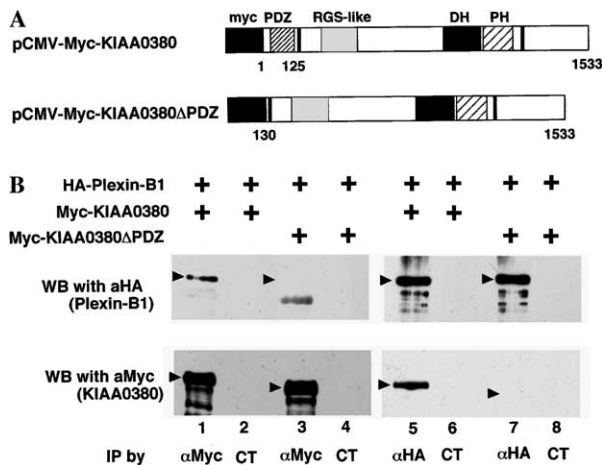 A
myc PDZ RGS-like DH PH
pCMV-Myc-KIAA0380
1 125 1533
pCMV-Myc-KIAA0380ΔPDZ
130 1533
B
HA-Plexin-B1 + + + + + + + +
Myc-KIAA0380 + + + +
Myc-KIAA0380ΔPDZ + + + +
WB with aHA
(Plexin-B1)
WB with aMyc
(KIAA0380)
1 2 3 4 5 6 7 8
IP by αMyc CT αMyc CT αHA CT αHA CT